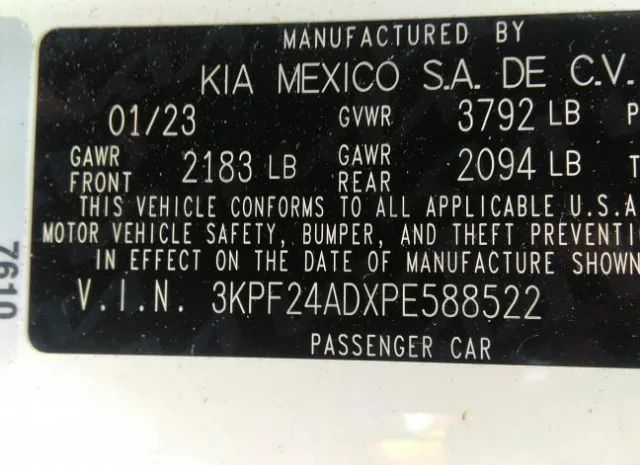 MANUFACTURED BY
KIA MEXICO S.A. DE C.V.
01/23 GVWR 3792 LB P
GAWR FRONT 2183 LB GAWR REAR 2094 LB T
THIS VEHICLE CONFORMS TO ALL APPLICABLE U.S.A
MOTOR VEHICLE SAFETY, BUMPER, AND THEFT PREVENTI
IN EFFECT ON THE DATE OF MANUFACTURE SHOWN
V.I.N. 3KPF24ADXPE588522
PASSENGER CAR